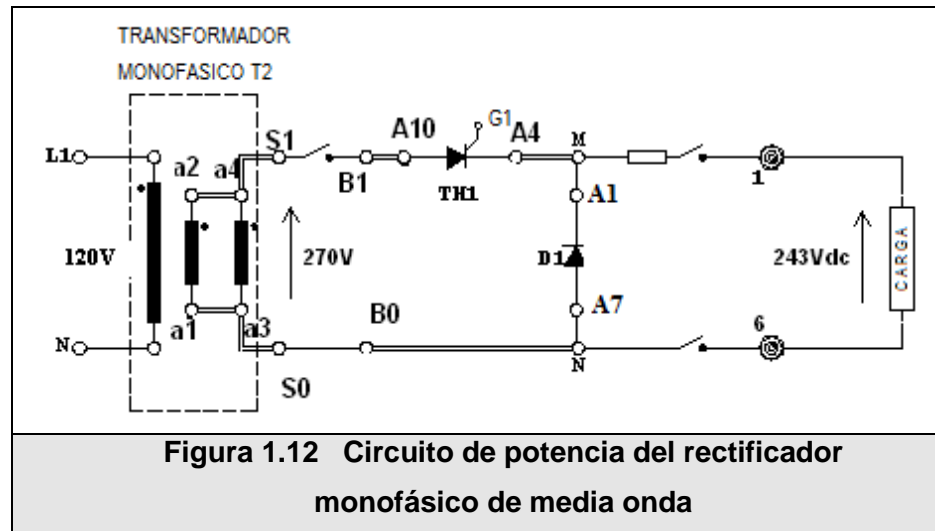 TRANSFORMADOR
MONOFASICO T2
L1
a2
a4
S1
B1
A10
G1
A4
TH1
M
1
A1
120V
270V
D1
243Vdc
CARGA
A7
N
a1
a3
B0
S0
N
6
Figura 1.12 Circuito de potencia del rectificador
monofásico de media onda